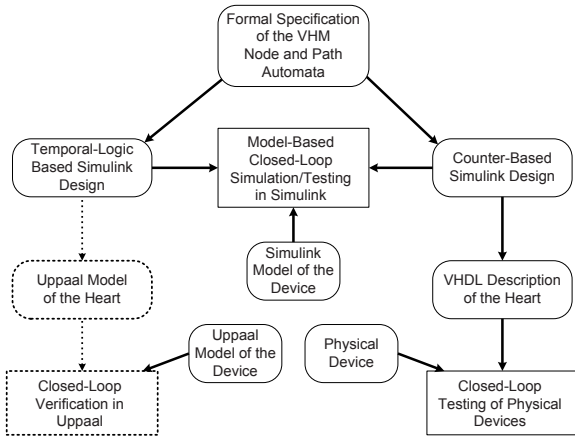 Formal Specification
of the VHM
Node and Path
Automata
Temporal-Logic
Based Simulink
Design
Model-Based
Closed-Loop
Simulation/Testing
in Simulink
Counter-Based
Simulink Design
Simulink
Model of the
Device
Uppaal Model
of the Heart
VHDL Description
of the Heart
Uppaal
Model of the
Device
Physical
Device
Closed-Loop
Verification in
Uppaal
Closed-Loop
Testing of Physical
Devices